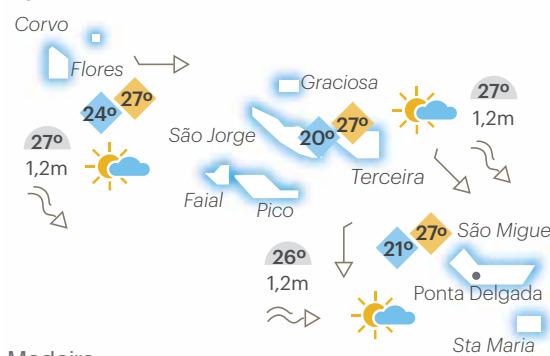 Corvo
Flores
24º 27º
27º
1,2m
Graciosa
São Jorge
20º 27º
Terceira
Faial
Pico
27º
1,2m
26º
1,2m
21º 27º
São Migue
Ponta Delgada
Sta Maria
Madeira